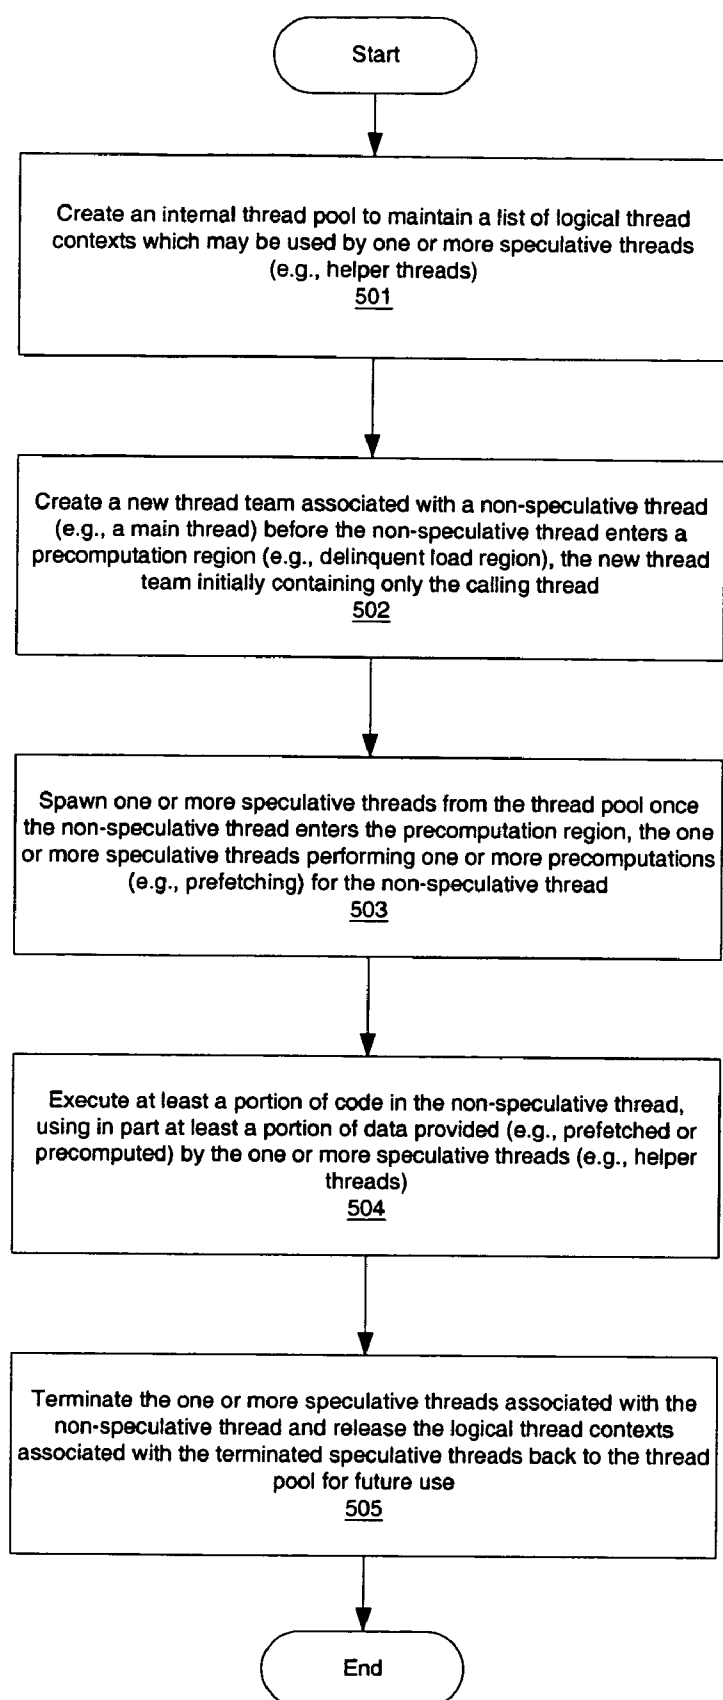 Start
Create an internal thread pool to maintain a list of logical thread
contexts which may be used by one or more speculative threads
(e.g., helper threads)
501
Create a new thread team associated with a non-speculative thread
(e.g., a main thread) before the non-speculative thread enters a
precomputation region (e.g., delinquent load region), the new thread
team initially containing only the calling thread
502
Spawn one or more speculative threads from the thread pool once
the non-speculative thread enters the precomputation region, the one
or more speculative threads performing one or more precomputations
(e.g., prefetching) for the non-speculative thread
503
Execute at least a portion of code in the non-speculative thread,
using in part at least a portion of data provided (e.g., prefetched or
precomputed) by the one or more speculative threads (e.g., helper
threads)
504
Terminate the one or more speculative threads associated with the
non-speculative thread and release the logical thread contexts
associated with the terminated speculative threads back to the thread
pool for future use
505
End